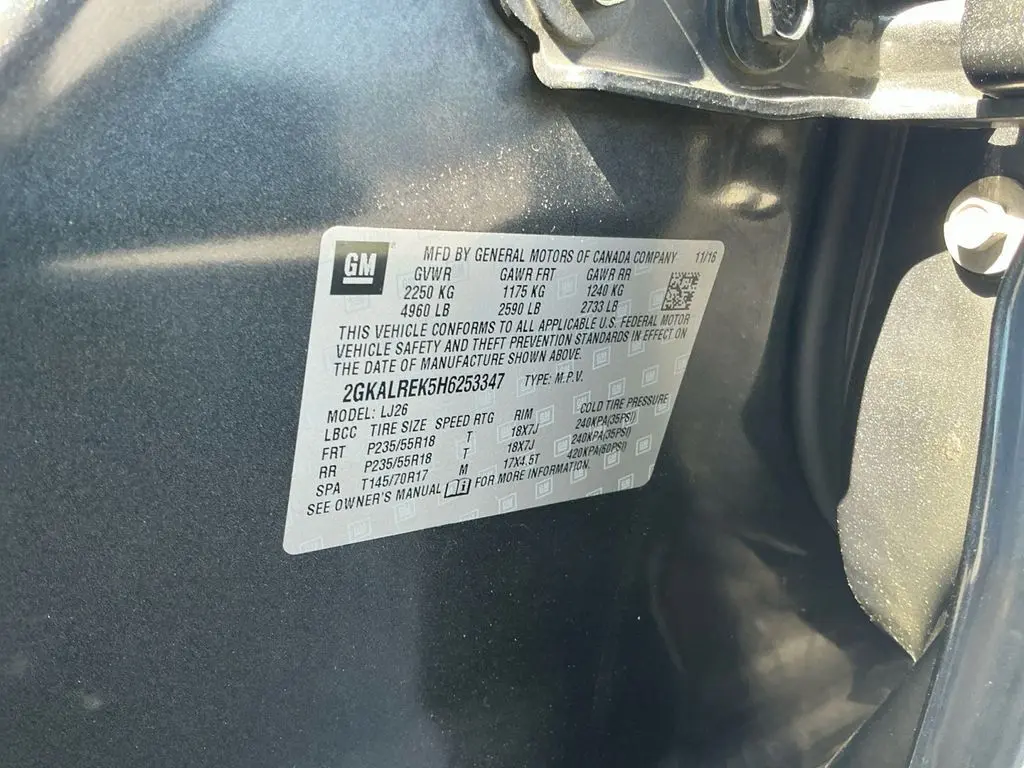 GM
MFD BY GENERAL MOTORS OF CANADA COMPANY 11/16
GVWR GAWR FRT GAWR RR
2250 KG 1175 KG 1240 KG
4960 LB 2590 LB 2733 LB
THIS VEHICLE CONFORMS TO ALL APPLICABLE U.S. FEDERAL MOTOR
VEHICLE SAFETY AND THEFT PREVENTION STANDARDS IN EFFECT ON
THE DATE OF MANUFACTURE SHOWN ABOVE.
2GKALREK5H6253347 TYPE: M.P.V.
MODEL: LJ26
LBCC TIRE SIZE SPEED RTG RIM COLD TIRE PRESSURE
FRT P235/55R18 T 18X7J 240KPA(35PSI)
RR P235/55R18 T 18X7J 240KPA(35PSI)
SPA T145/70R17 M 17X4.5T 420KPA(60PSI)
SEE OWNER'S MANUAL FOR MORE INFORMATION.